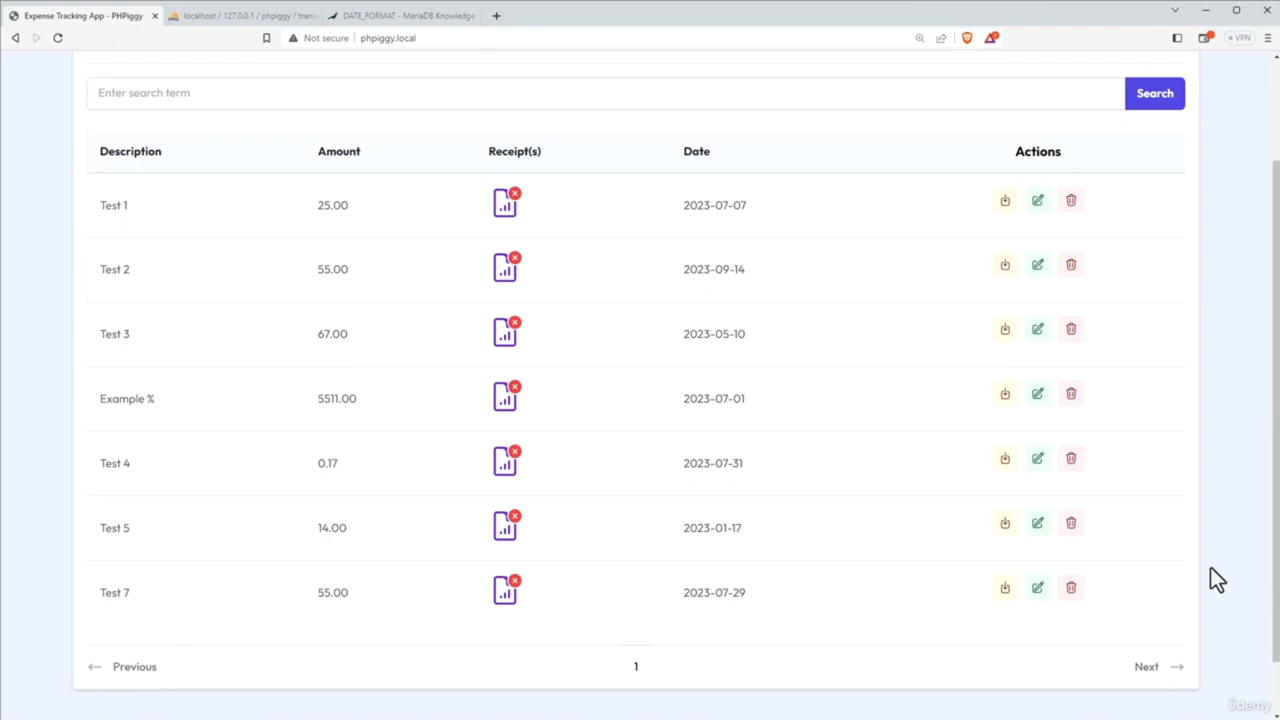 Expense Tracking App - PHPiggy
localhost / 127.0.0.1 / phpiggy / trans
DATE_FORMAT - MariaDB Knowledge
Not secure
phpiggy.local
VPN
Enter search term
Search
Description Amount Receipt(s) Date Actions
Test 1 25.00 2023-07-07
Test 2 55.00 2023-09-14
Test 3 67.00 2023-05-10
Example % 5511.00 2023-07-01
Test 4 0.17 2023-07-31
Test 5 14.00 2023-01-17
Test 7 55.00 2023-07-29
← Previous 1 Next →
ûdemy